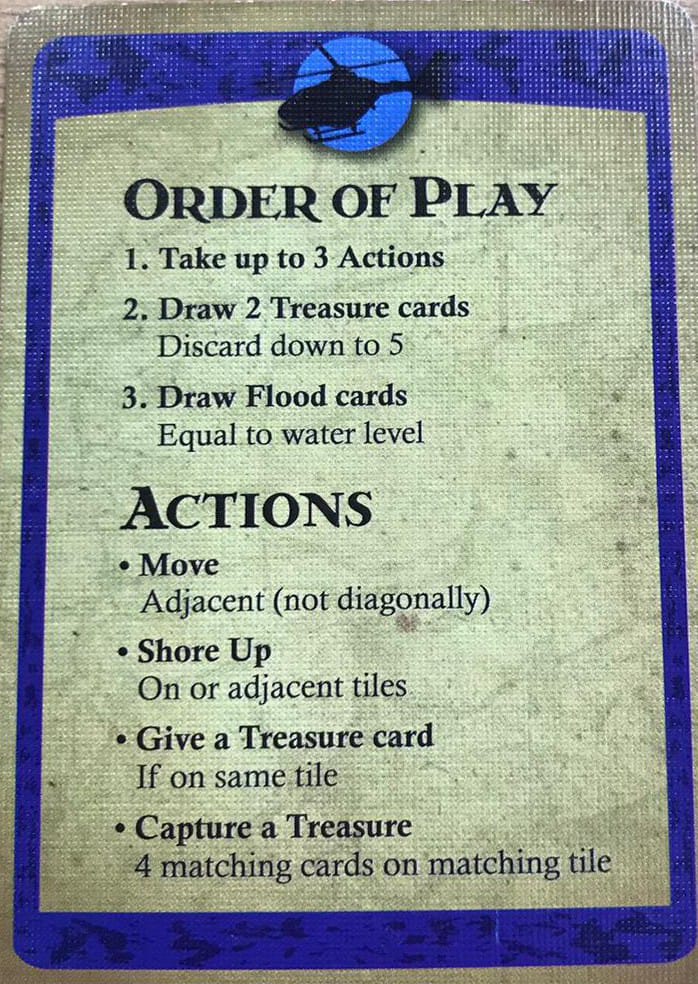 ORDER OF PLAY
1. Take up to 3 Actions
2. Draw 2 Treasure cards
Discard down to 5
3. Draw Flood cards
Equal to water level
ACTIONS
• Move
Adjacent (not diagonally)
• Shore Up
On or adjacent tiles
• Give a Treasure card
If on same tile
• Capture a Treasure
4 matching cards on matching tile